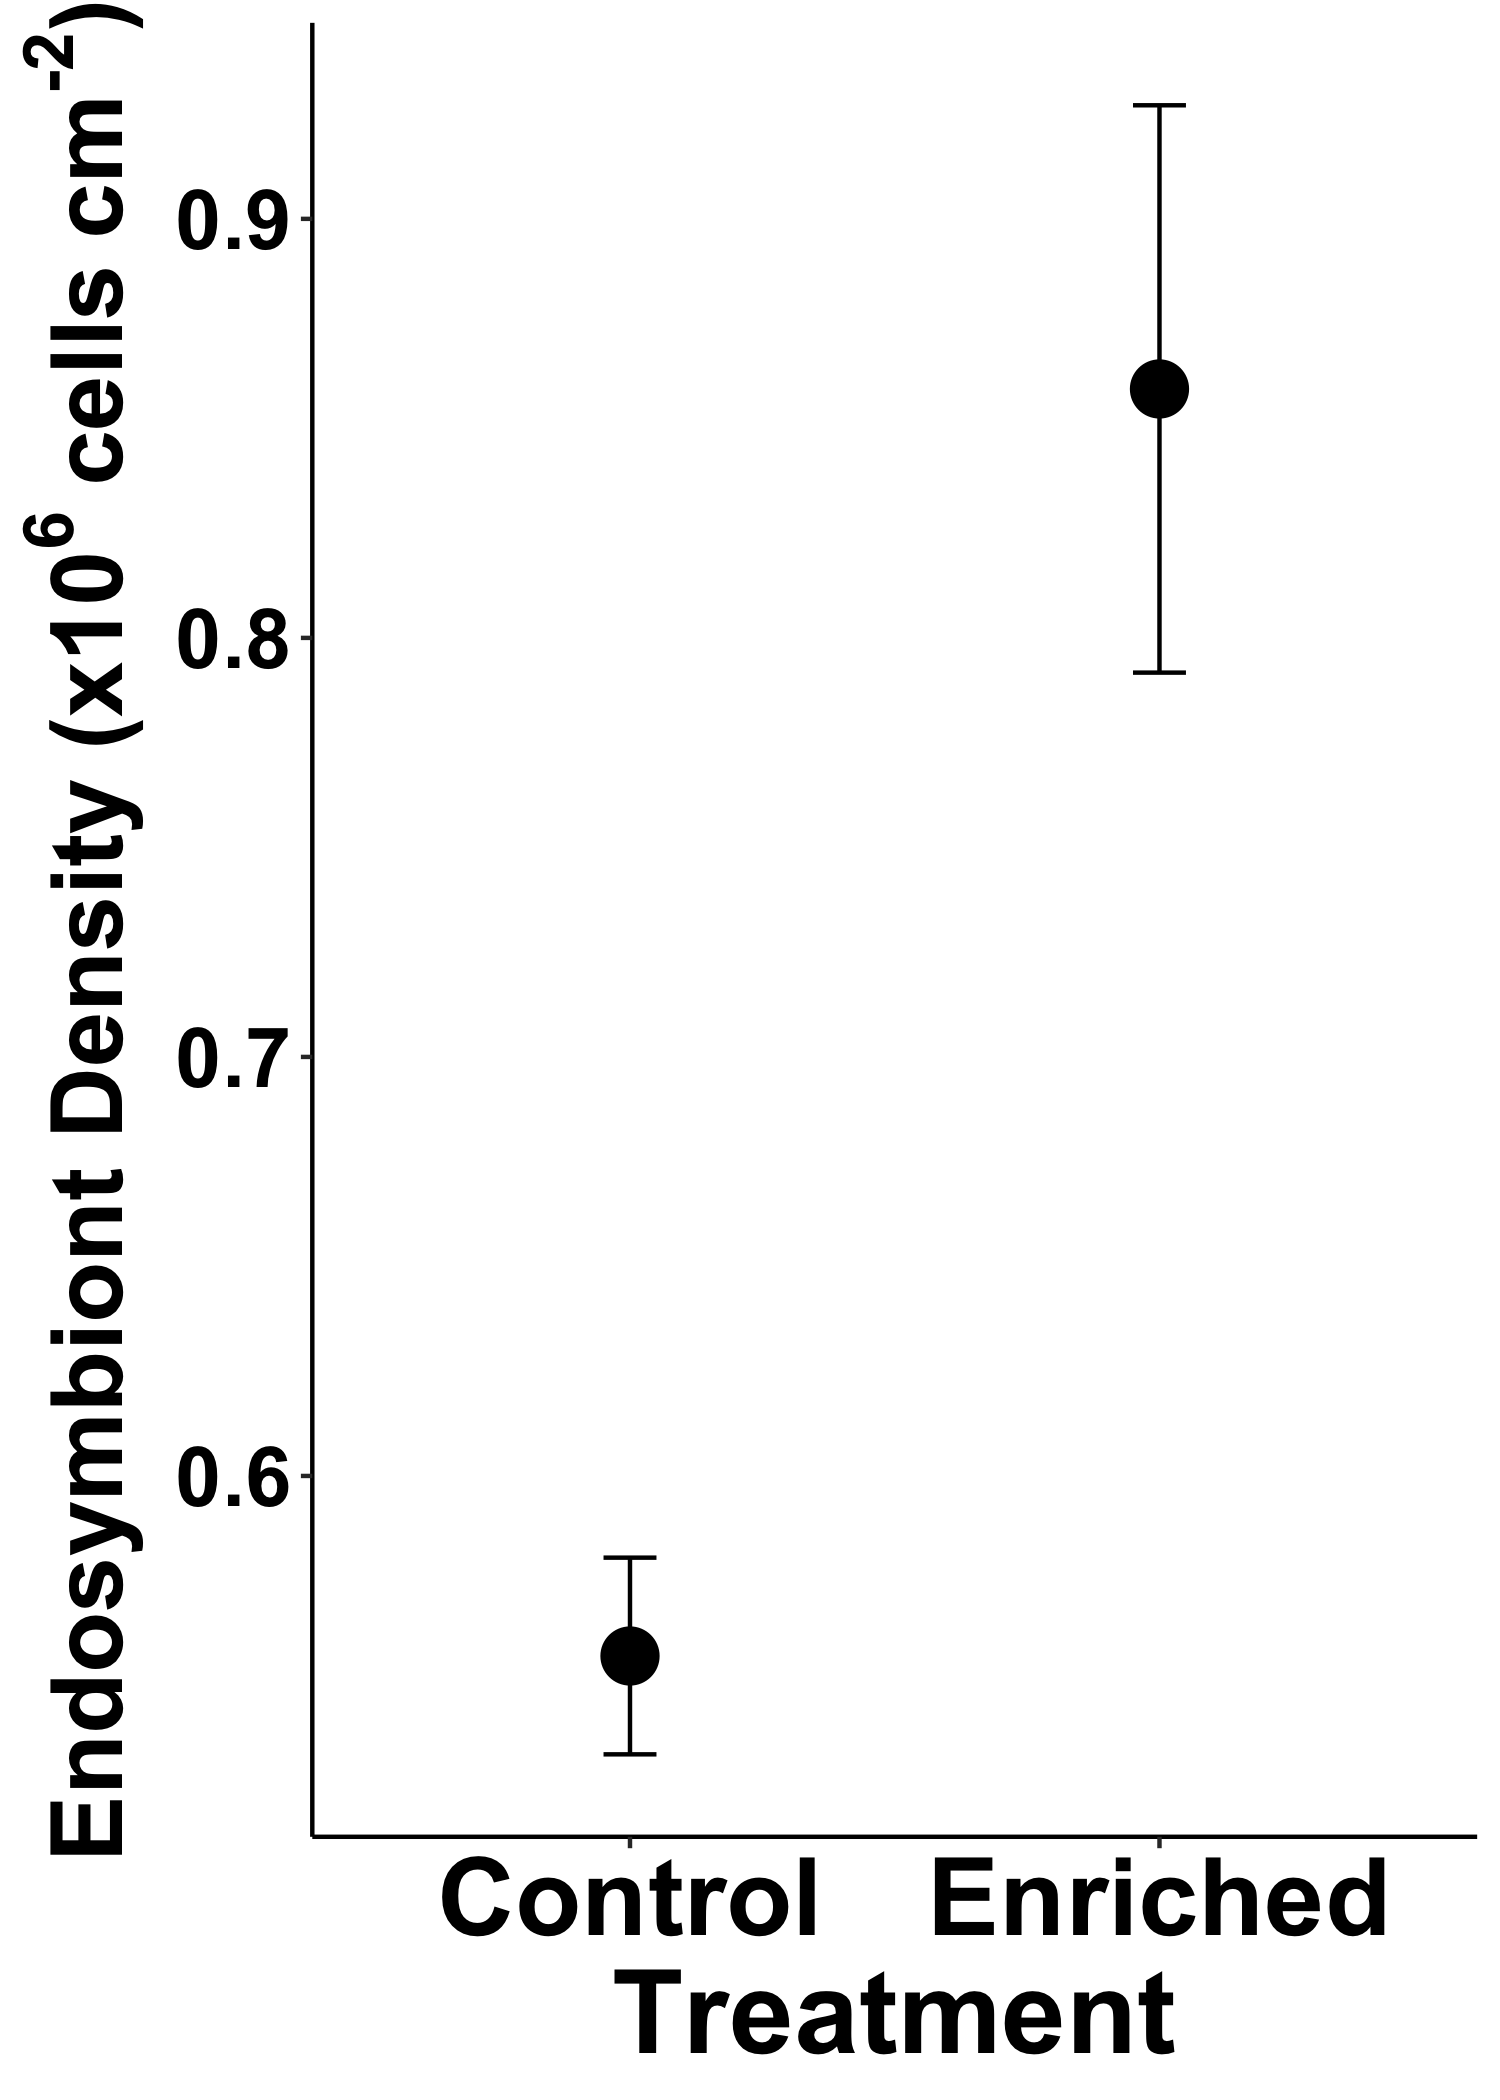 Endosymbiont Density (x10⁶ cells cm⁻²)
0.9
0.8
0.7
0.6
Control Enriched
Treatment